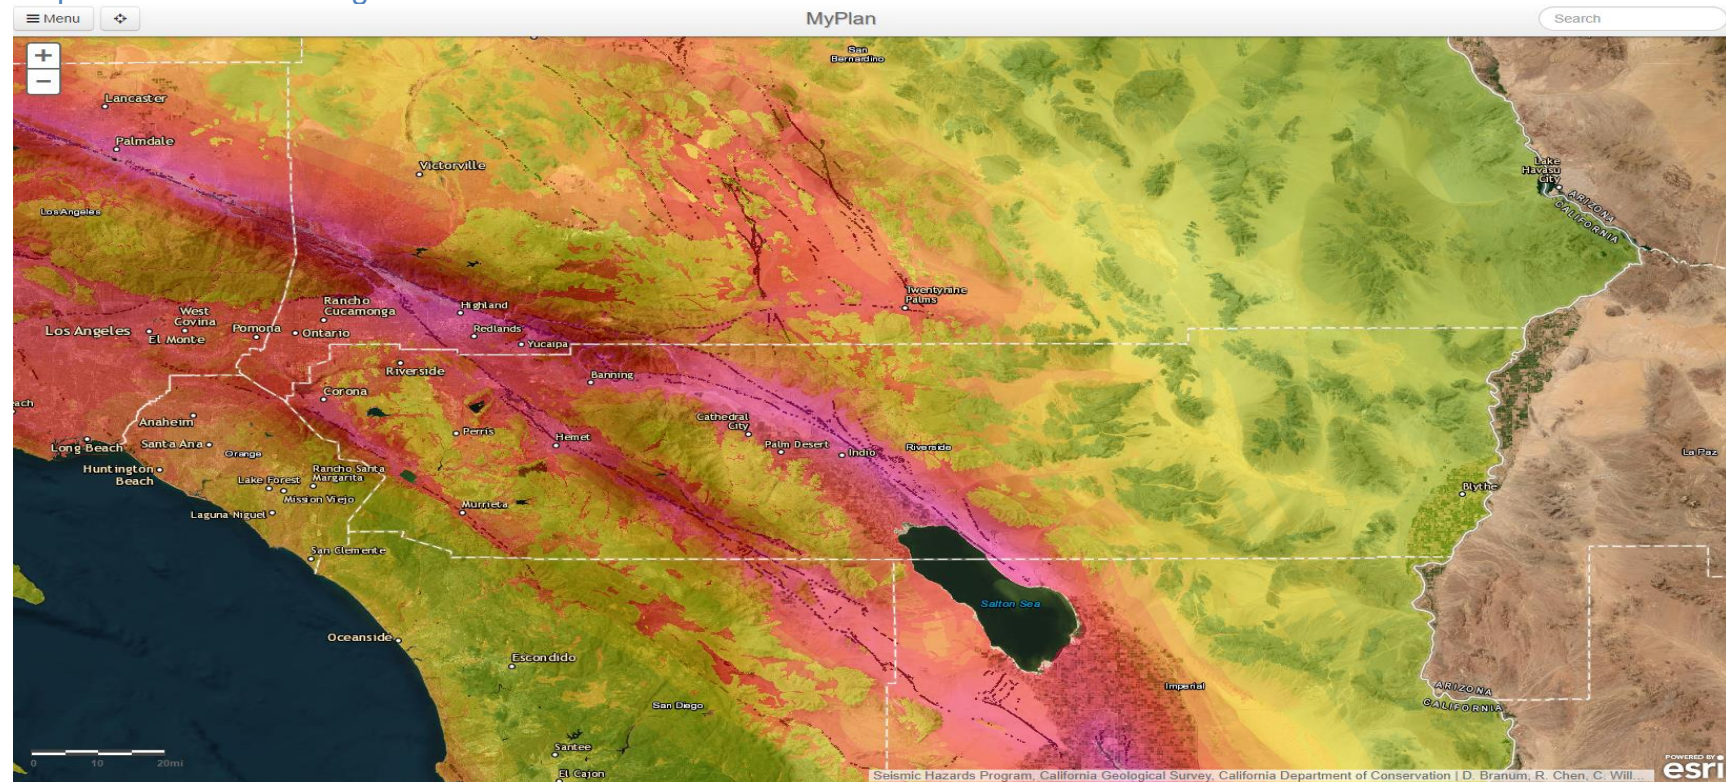 Menu
MyPlan
Search
+
−
San
Bernardino
Lancaster
Palmdale
Victorville
Lake
Havasu
City
ARIZONA
CALIFORNIA
Los Angeles
Twentynine
Palms
Rancho
Cucamonga
Highland
West
Covina
Los Angeles
El Monte
Pomona
Ontario
Redlands
Yucaipa
Riverside
Banning
Corona
ach
Anaheim
Cathedral
City
Perris
Hemet
Long Beach
Santa Ana
Orange
Palm Desert
Indio
Riverside
La Paz
Huntington
Beach
Lake Forest
Rancho Santa
Margarita
Mission Viejo
Blythe
Laguna Niguel
Murrieta
San Clemente
Salton Sea
Oceanside
Escondido
Imperial
ARIZONA
CALIFORNIA
San Diego
Santee
El Cajon
0 10 20mi
POWERED BY
esri
Seismic Hazards Program, California Geological Survey, California Department of Conservation | D. Branum, R. Chen, C. Will...